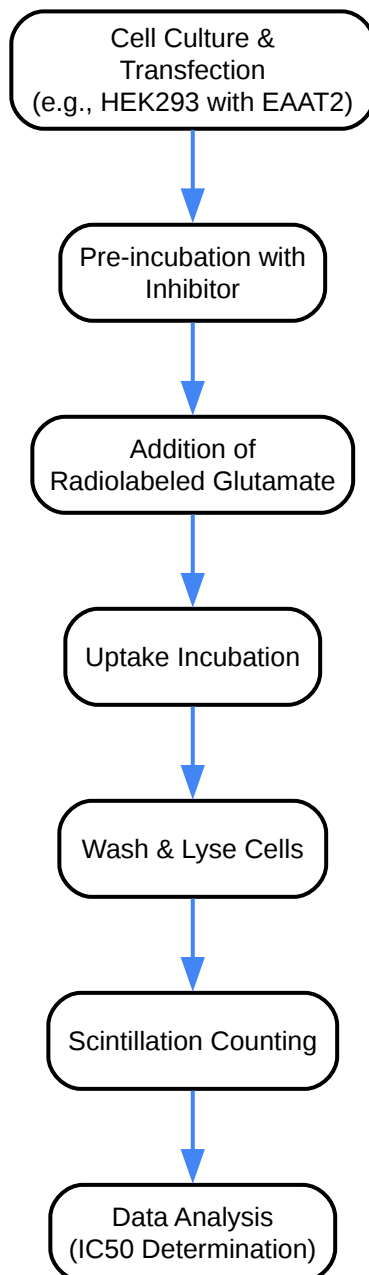 Cell Culture &
Transfection
(e.g., HEK293 with EAAT2)
Pre-incubation with
Inhibitor
Addition of
Radiolabeled Glutamate
Uptake Incubation
Wash & Lyse Cells
Scintillation Counting
Data Analysis
(IC50 Determination)